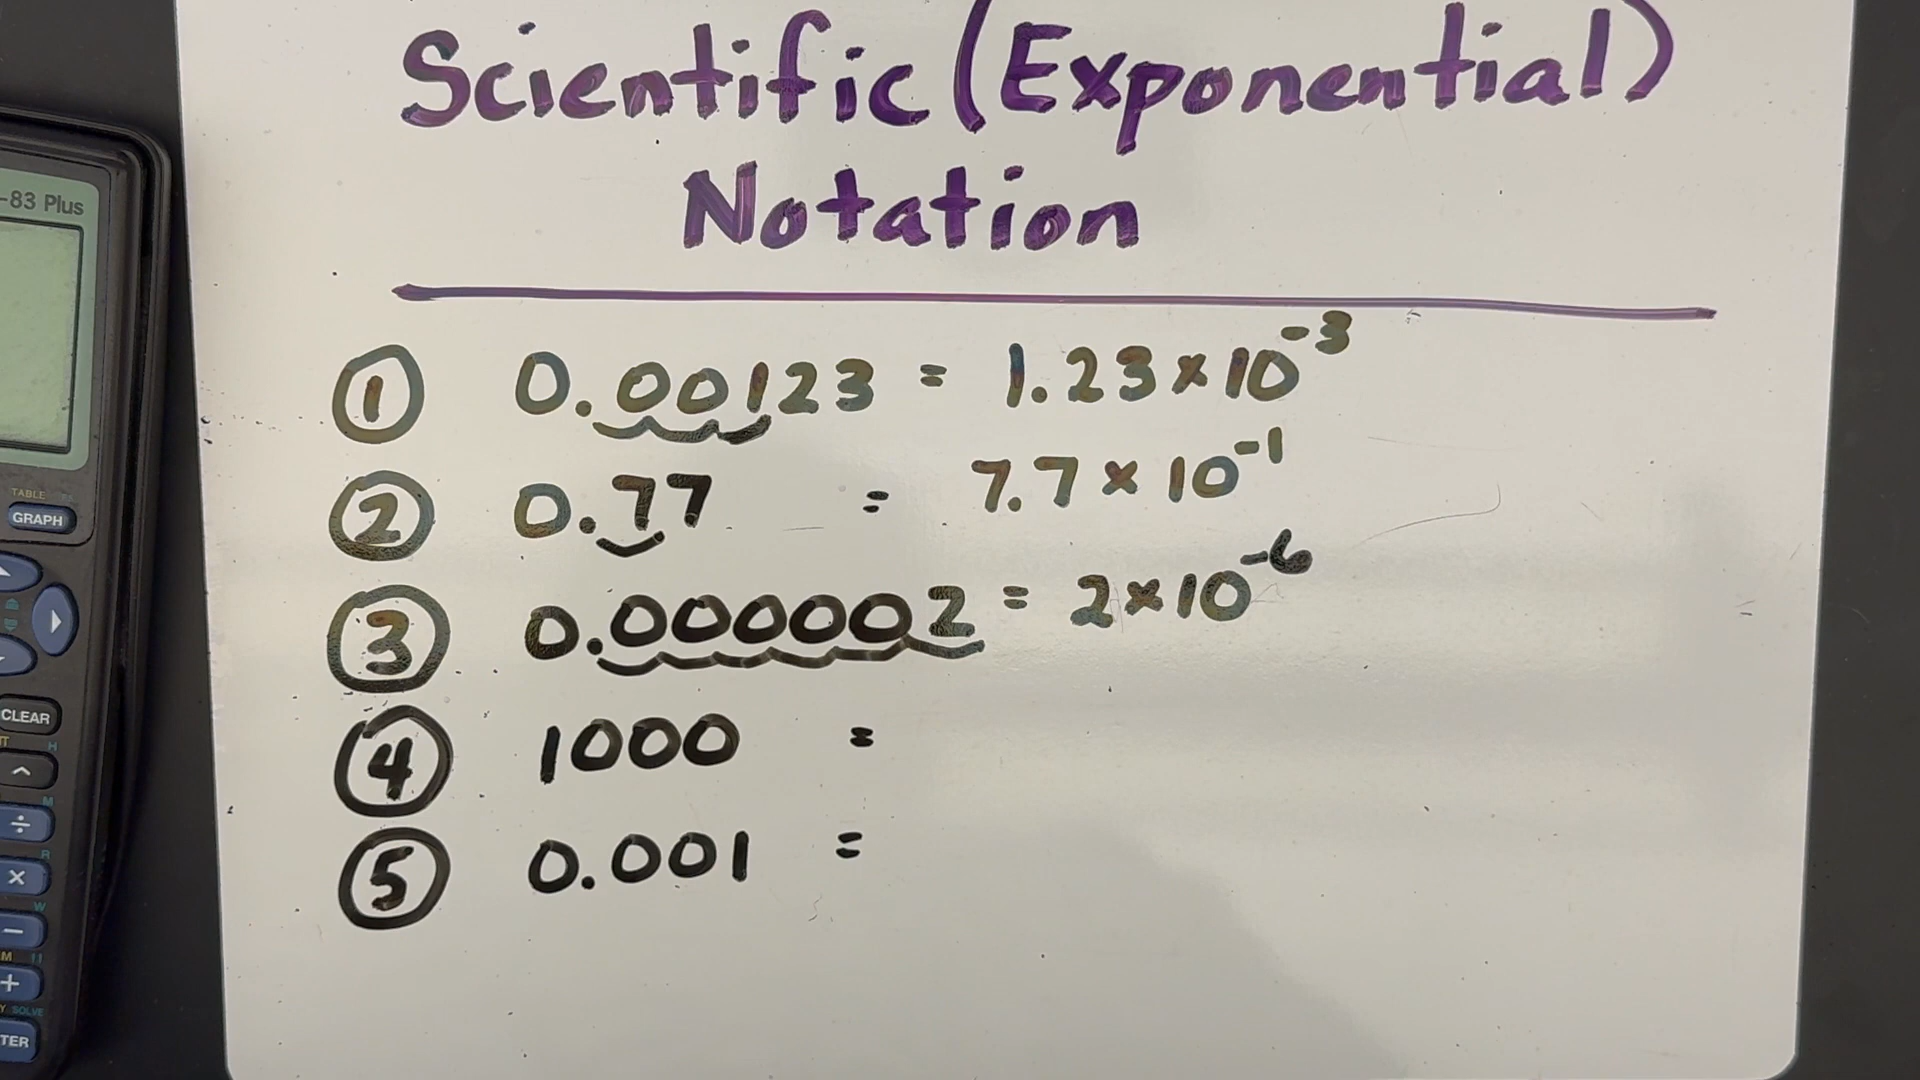 Scientific (Exponential)
Notation
① 0.00123 = 1.23 × 10⁻³
② 0.77 = 7.7 × 10⁻¹
③ 0.000002 = 2 × 10⁻⁶
④ 1000 =
⑤ 0.001 =
-83 Plus
TABLE
GRAPH
CLEAR
H
^
M
÷
R
×
W
−
M
+
Y SOLVE
TER